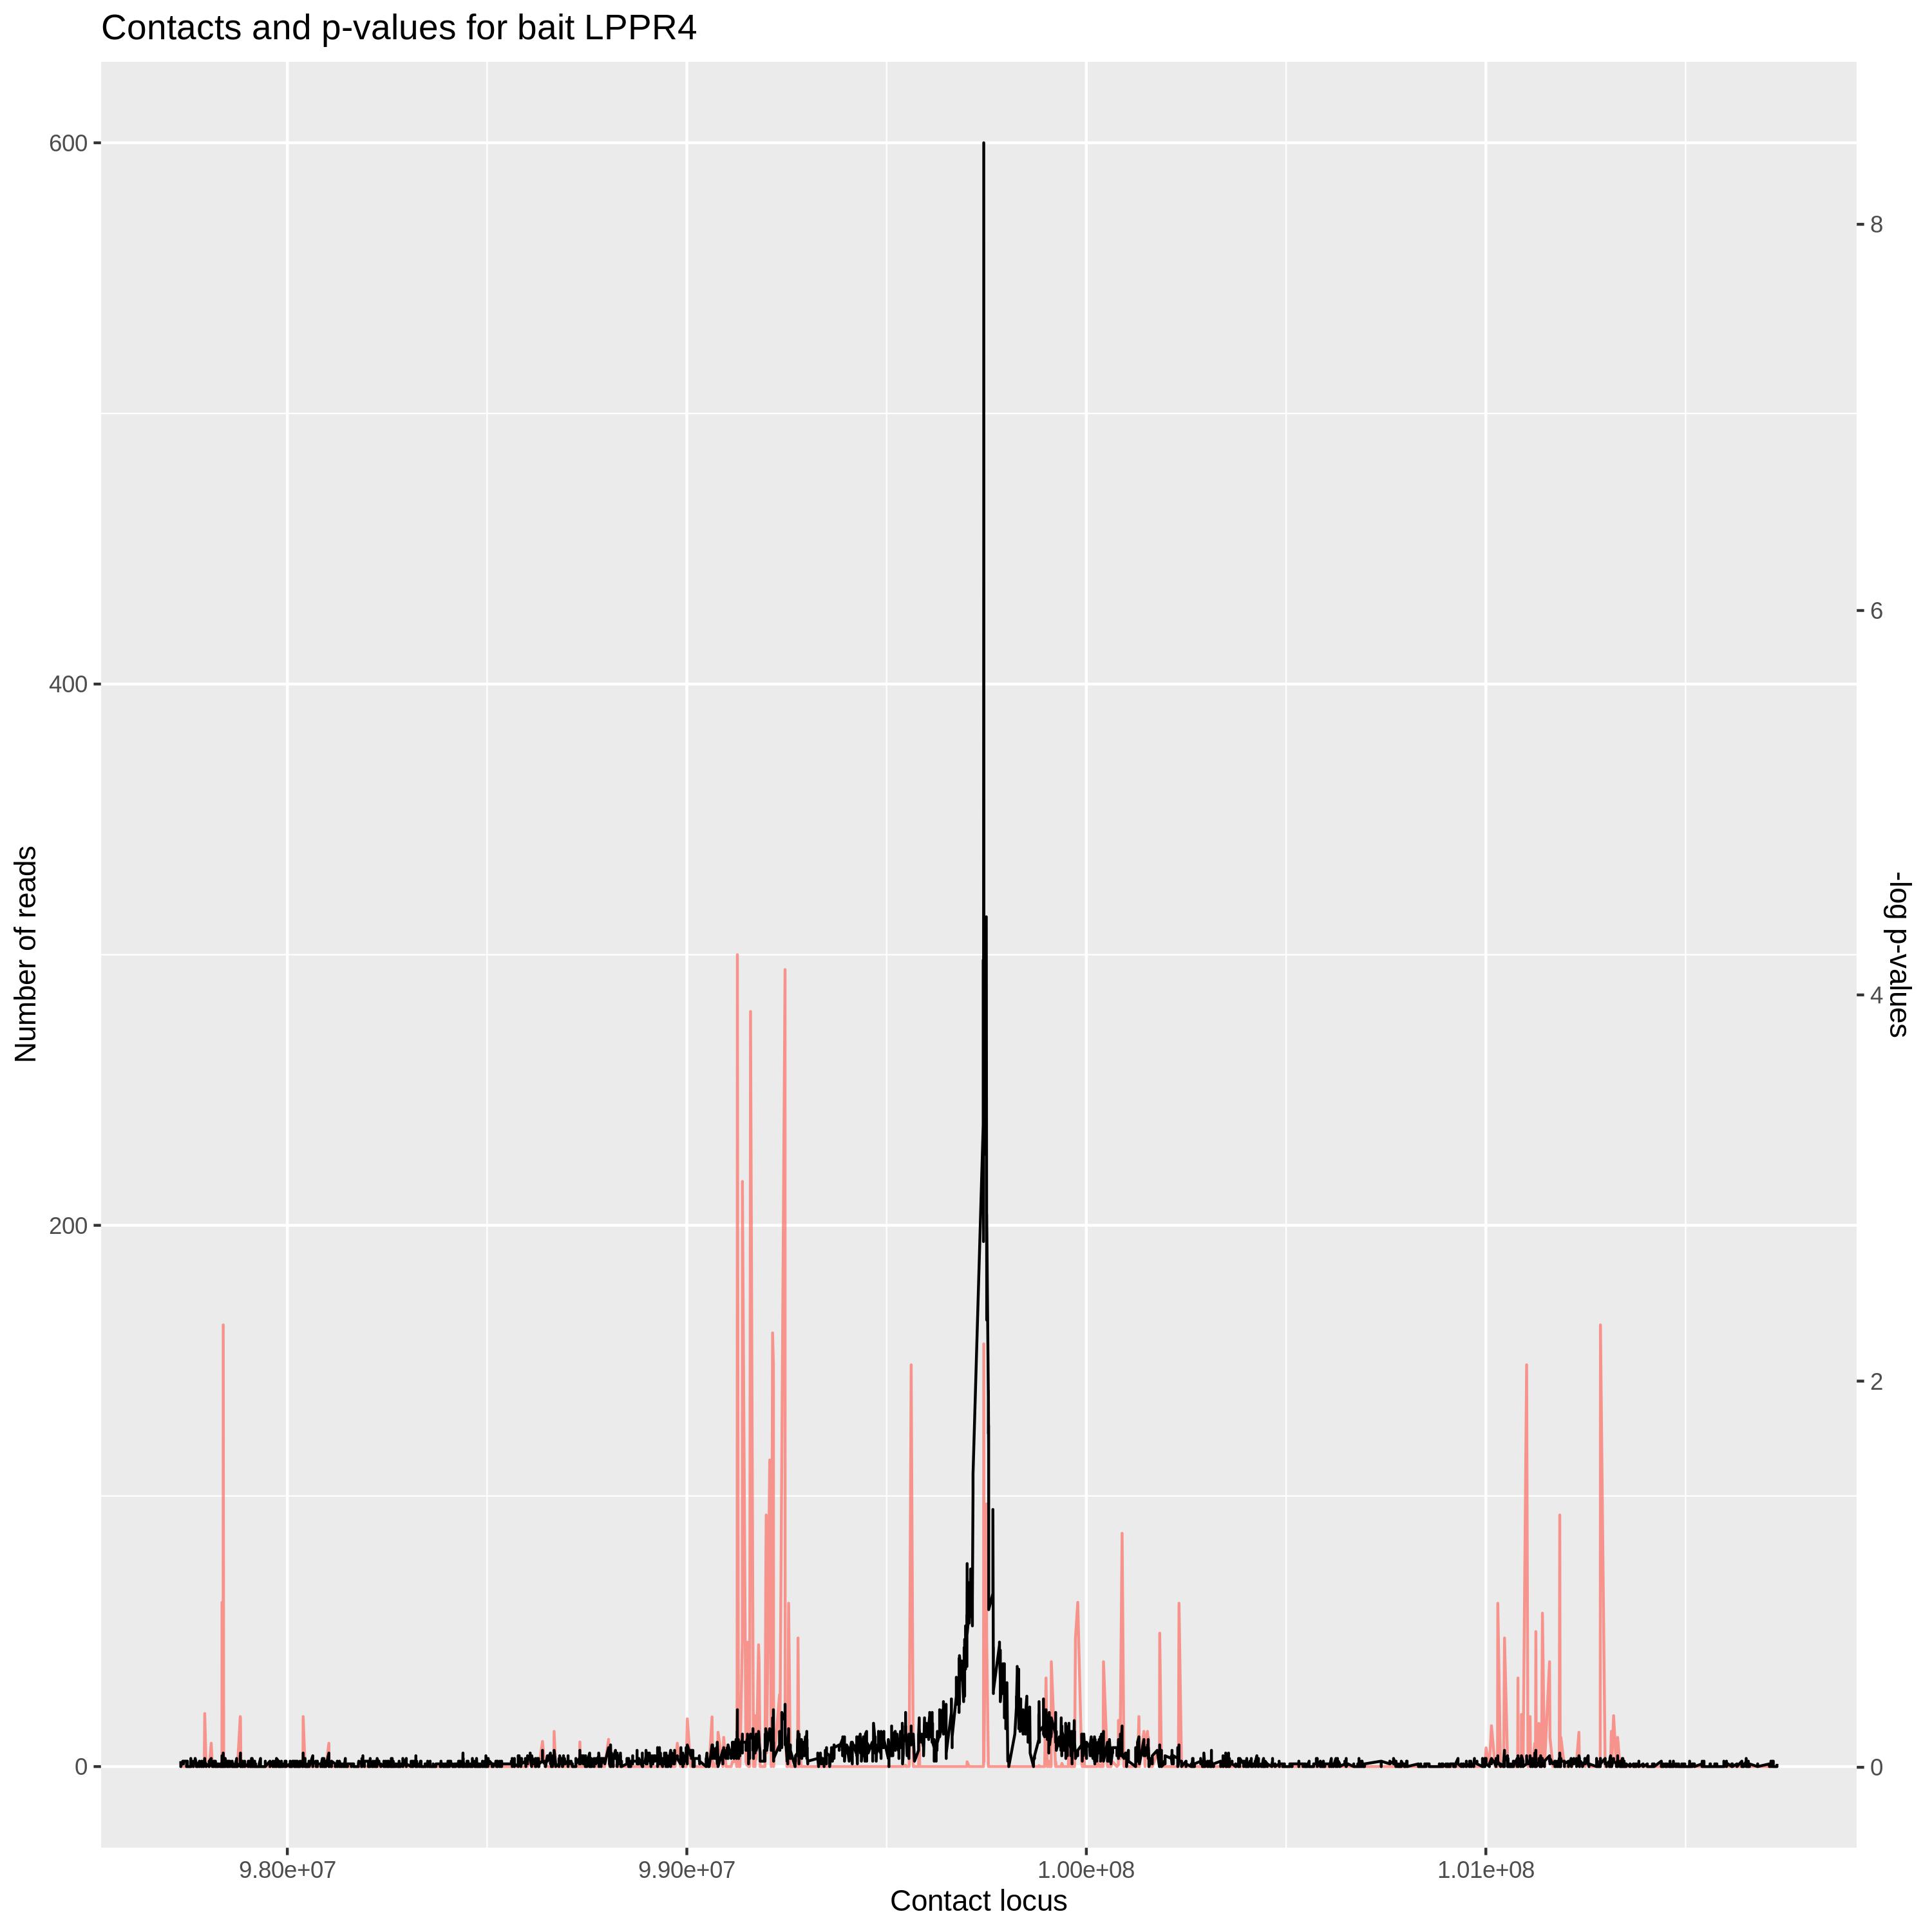 Contacts and p-values for bait LPPR4
600
400
200
0
Number of reads
8
6
4
2
0
-log p-values
9.80e+07
9.90e+07
1.00e+08
1.01e+08
Contact locus